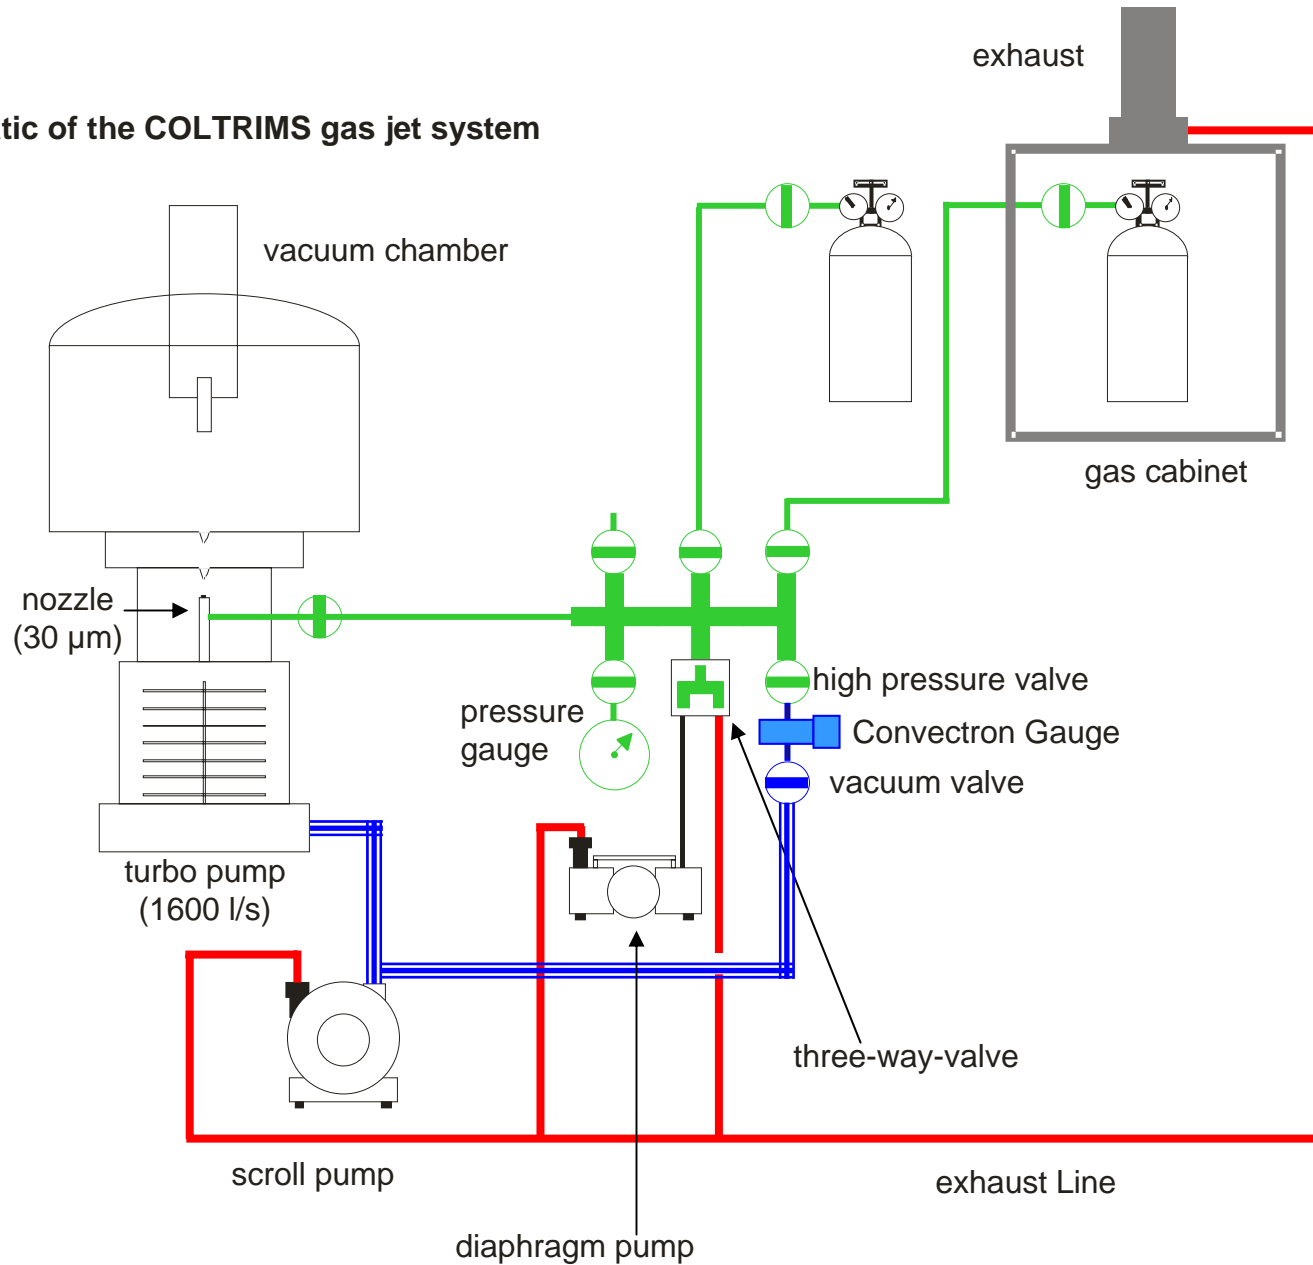 exhaust
tic of the COLTRIMS gas jet system
vacuum chamber
gas cabinet
nozzle
(30 µm)
high pressure valve
pressure
gauge
Convectron Gauge
vacuum valve
turbo pump
(1600 l/s)
three-way-valve
scroll pump
exhaust Line
diaphragm pump